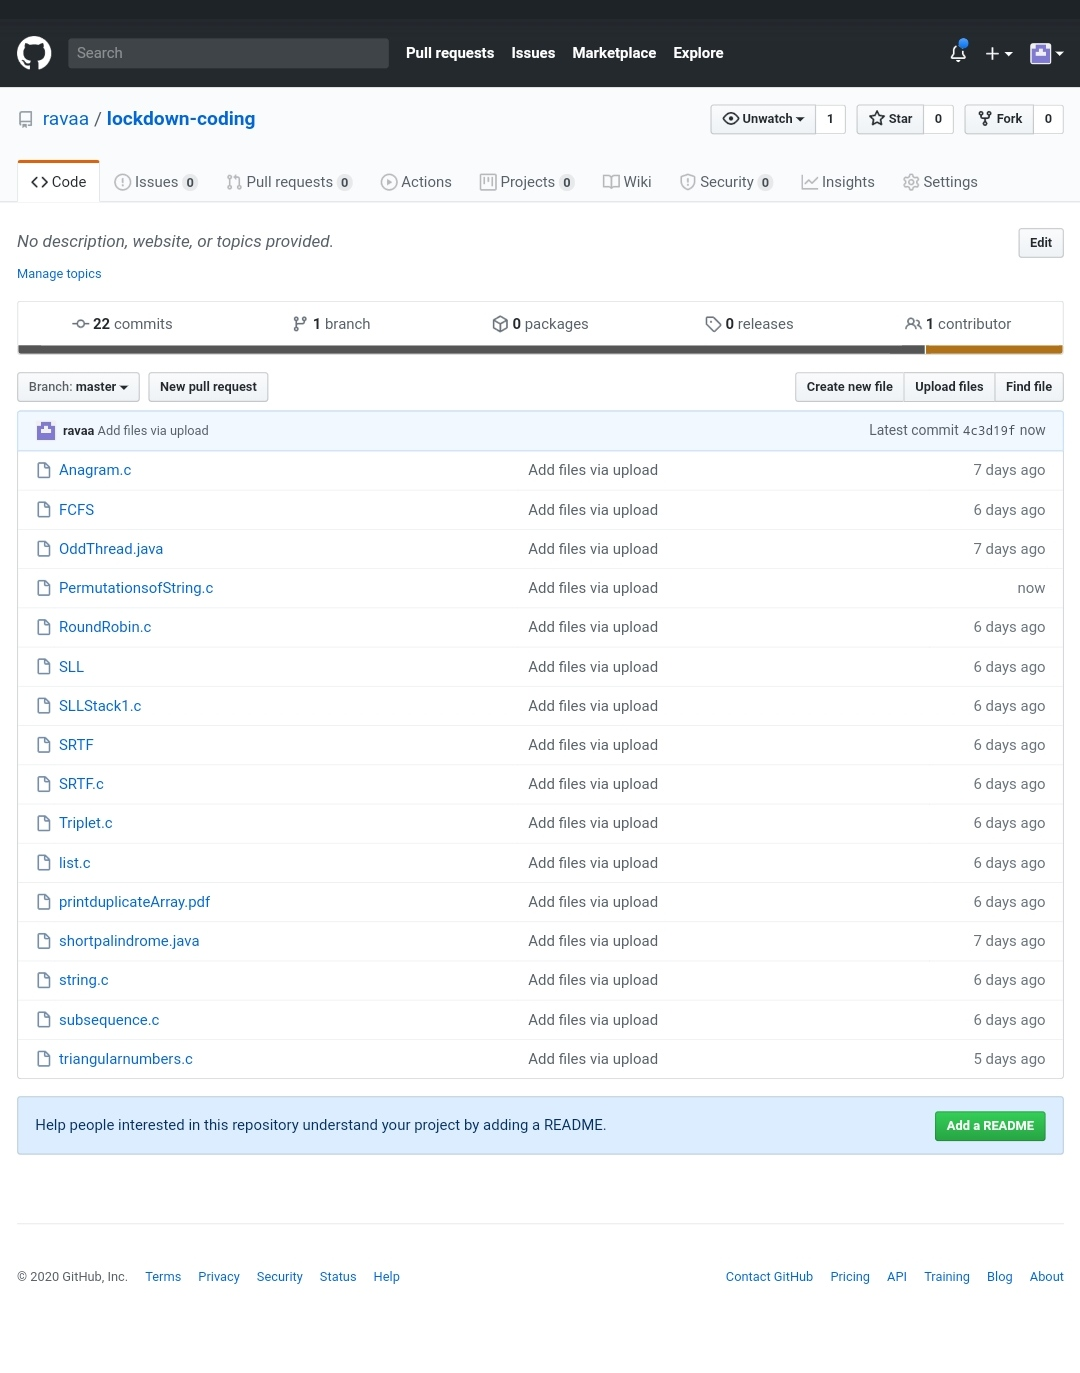 Search Pull requests Issues Marketplace Explore
ravaa / lockdown-coding Unwatch 1 Star 0 Fork 0
Code Issues 0 Pull requests 0 Actions Projects 0 Wiki Security 0 Insights Settings
No description, website, or topics provided. Edit
Manage topics
22 commits 1 branch 0 packages 0 releases 1 contributor
Branch: master New pull request Create new file Upload files Find file
ravaa Add files via upload Latest commit 4c3d19f now
Anagram.c Add files via upload 7 days ago
FCFS Add files via upload 6 days ago
OddThread.java Add files via upload 7 days ago
PermutationsofString.c Add files via upload now
RoundRobin.c Add files via upload 6 days ago
SLL Add files via upload 6 days ago
SLLStack1.c Add files via upload 6 days ago
SRTF Add files via upload 6 days ago
SRTF.c Add files via upload 6 days ago
Triplet.c Add files via upload 6 days ago
list.c Add files via upload 6 days ago
printduplicateArray.pdf Add files via upload 6 days ago
shortpalindrome.java Add files via upload 7 days ago
string.c Add files via upload 6 days ago
subsequence.c Add files via upload 6 days ago
triangularnumbers.c Add files via upload 5 days ago
Help people interested in this repository understand your project by adding a README. Add a README
© 2020 GitHub, Inc. Terms Privacy Security Status Help Contact GitHub Pricing API Training Blog About